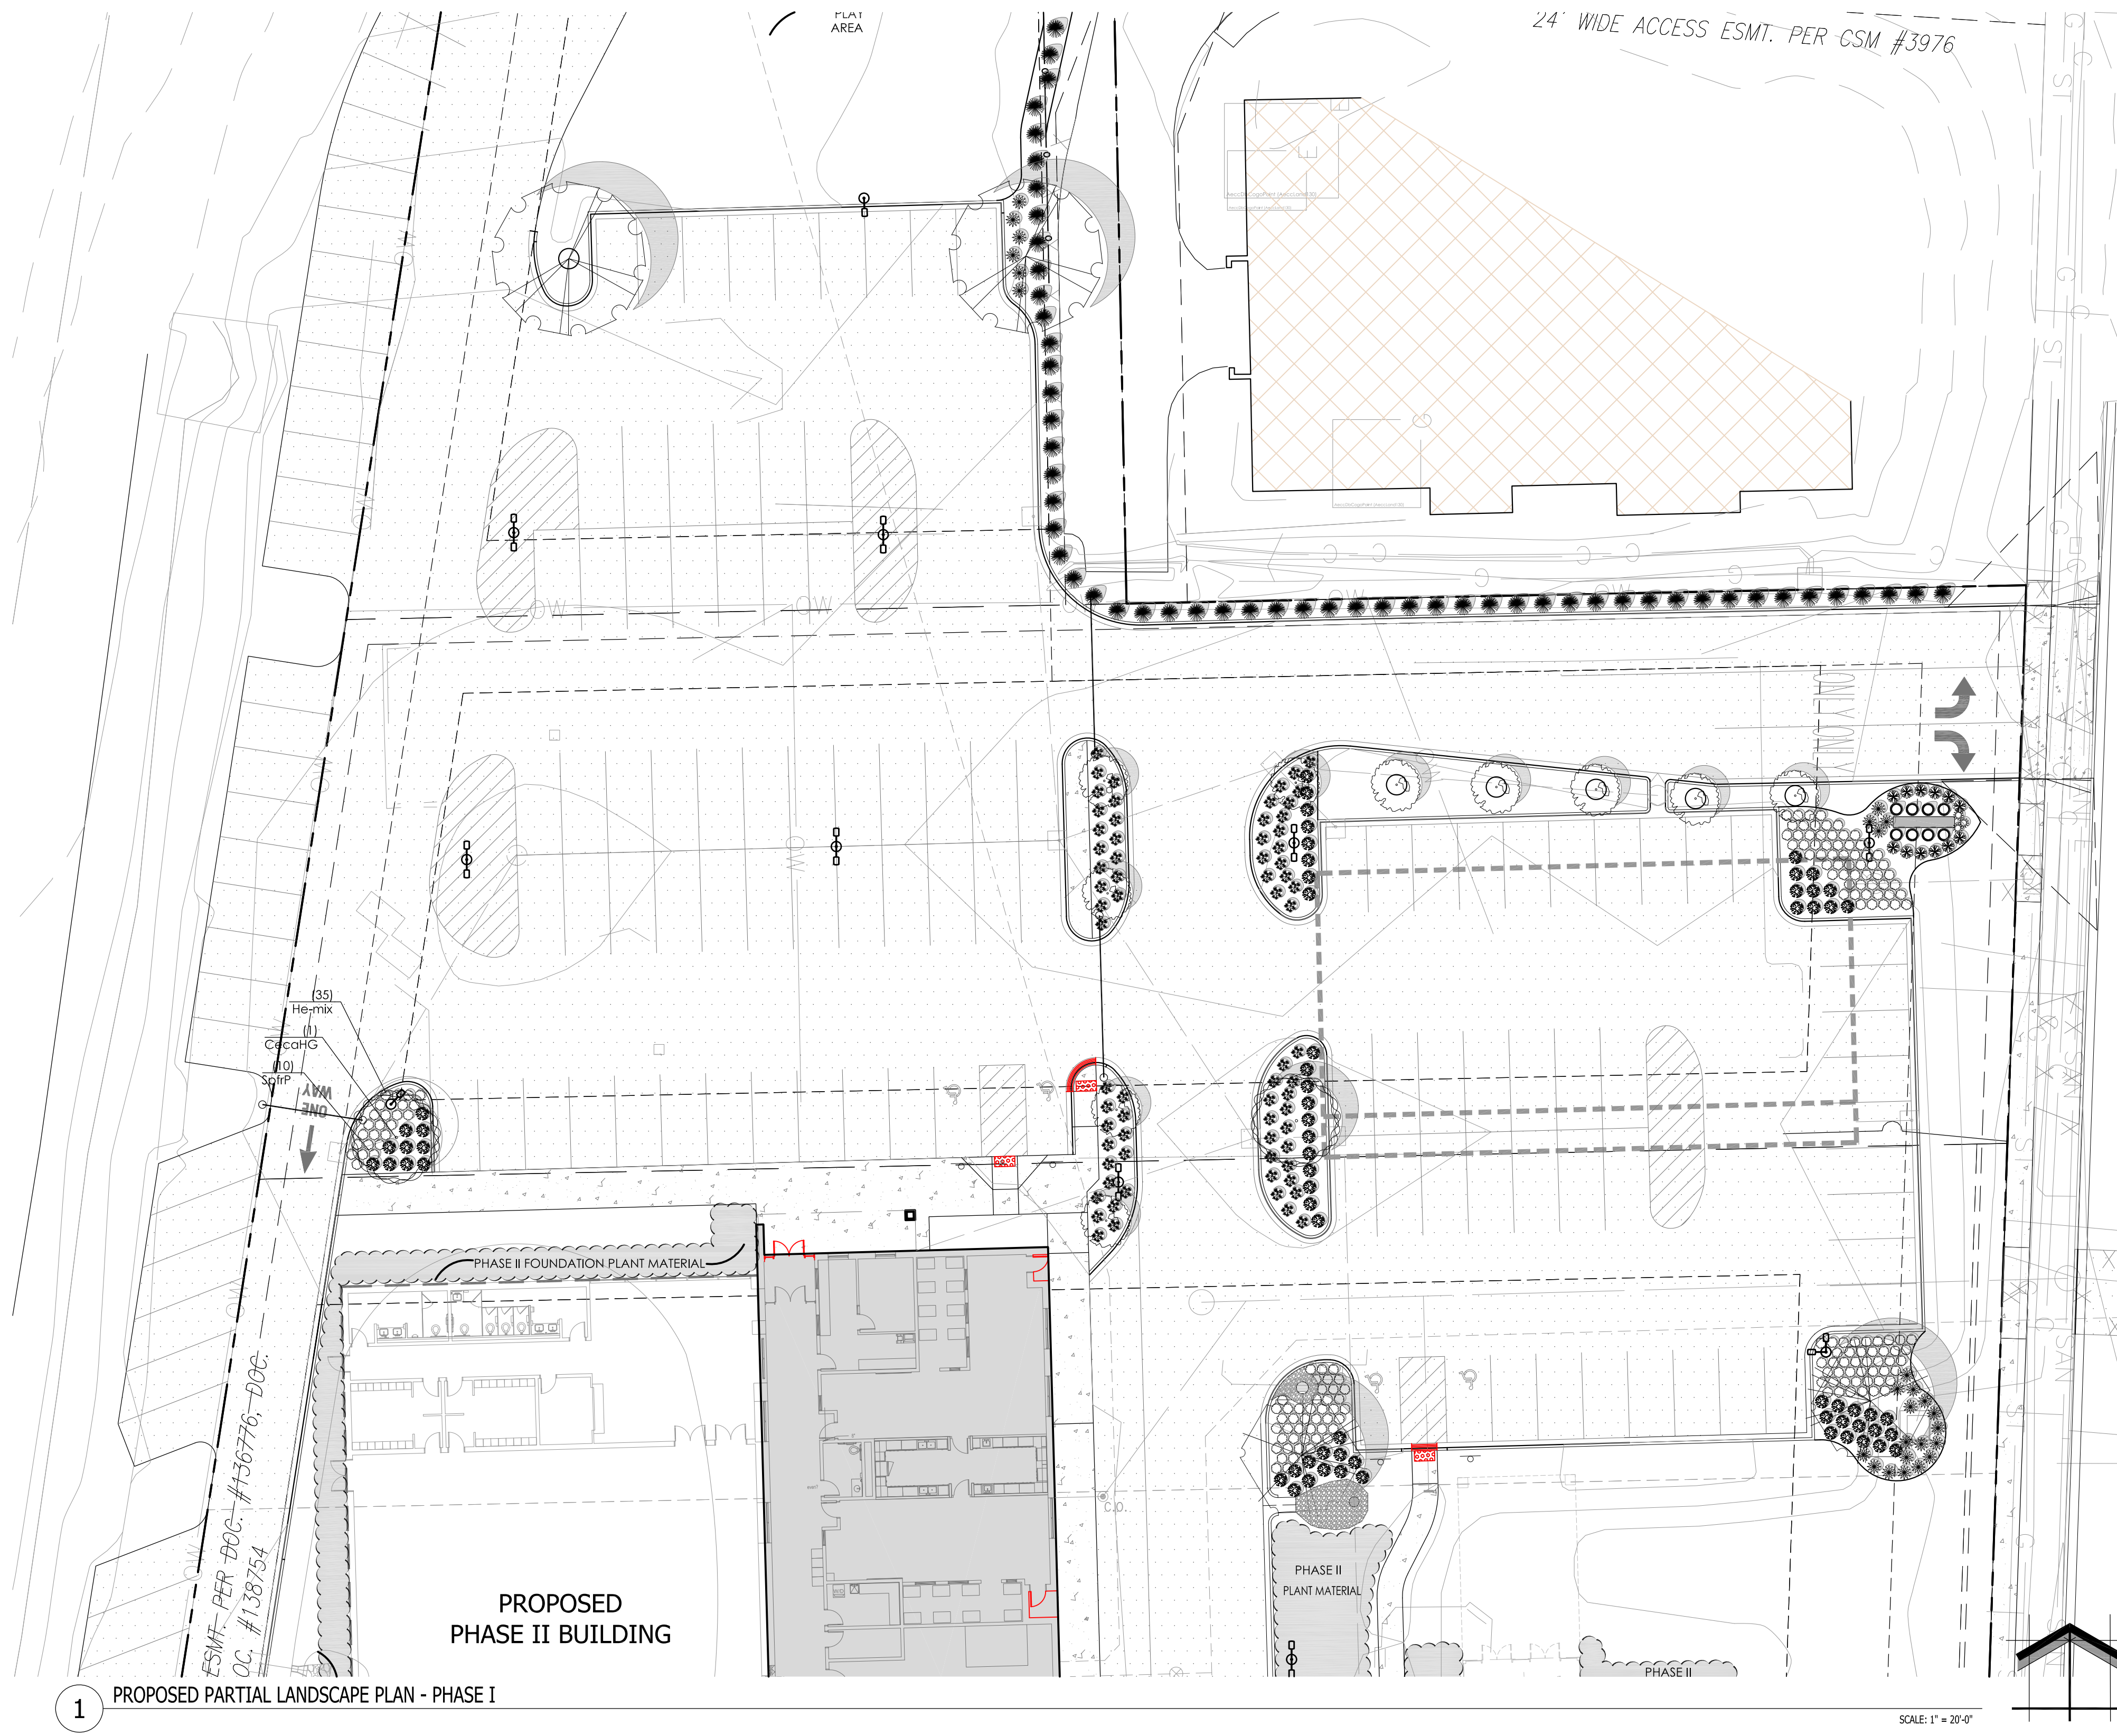 PLAY
AREA
24' WIDE ACCESS ESMT. PER CSM #3976
(35)
He-mix
(1)
CecaHG
(10)
SpfrP
ONE
WAY
PHASE II FOUNDATION PLANT MATERIAL
C.O.
PROPOSED
PHASE II BUILDING
PHASE II
PLANT MATERIAL
PHASE II
ESMT. PER DOC. #136776, DOC.
OC. #138754
1
PROPOSED PARTIAL LANDSCAPE PLAN - PHASE I
SCALE: 1" = 20'-0"